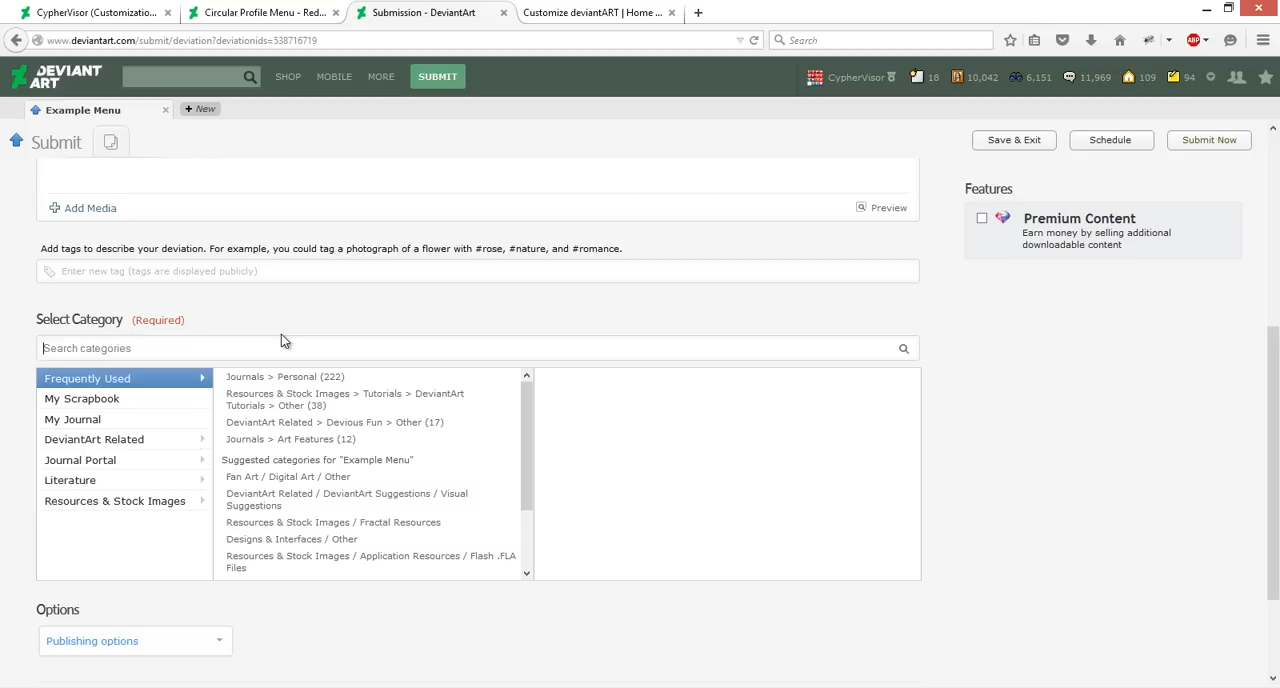 CypherVisor (Customizatio...
Circular Profile Menu - Red...
Submission - DeviantArt
Customize deviantART | Home ...
www.deviantart.com/submit/deviation?deviationids=538716719
Search
ABP
DEVIANT
ART
SHOP
MOBILE
MORE
SUBMIT
CypherVisor
18
10,042
6,151
11,969
109
94
Example Menu
+ New
Submit
Save & Exit
Schedule
Submit Now
Add Media
Preview
Features
Premium Content
Earn money by selling additional
downloadable content
Add tags to describe your deviation. For example, you could tag a photograph of a flower with #rose, #nature, and #romance.
Enter new tag (tags are displayed publicly)
Select Category (Required)
Search categories
Frequently Used
My Scrapbook
My Journal
DeviantArt Related
Journal Portal
Literature
Resources & Stock Images
Journals > Personal (222)
Resources & Stock Images > Tutorials > DeviantArt
Tutorials > Other (38)
DeviantArt Related > Devious Fun > Other (17)
Journals > Art Features (12)
Suggested categories for "Example Menu"
Fan Art / Digital Art / Other
DeviantArt Related / DeviantArt Suggestions / Visual
Suggestions
Resources & Stock Images / Fractal Resources
Designs & Interfaces / Other
Resources & Stock Images / Application Resources / Flash .FLA
Files
Options
Publishing options